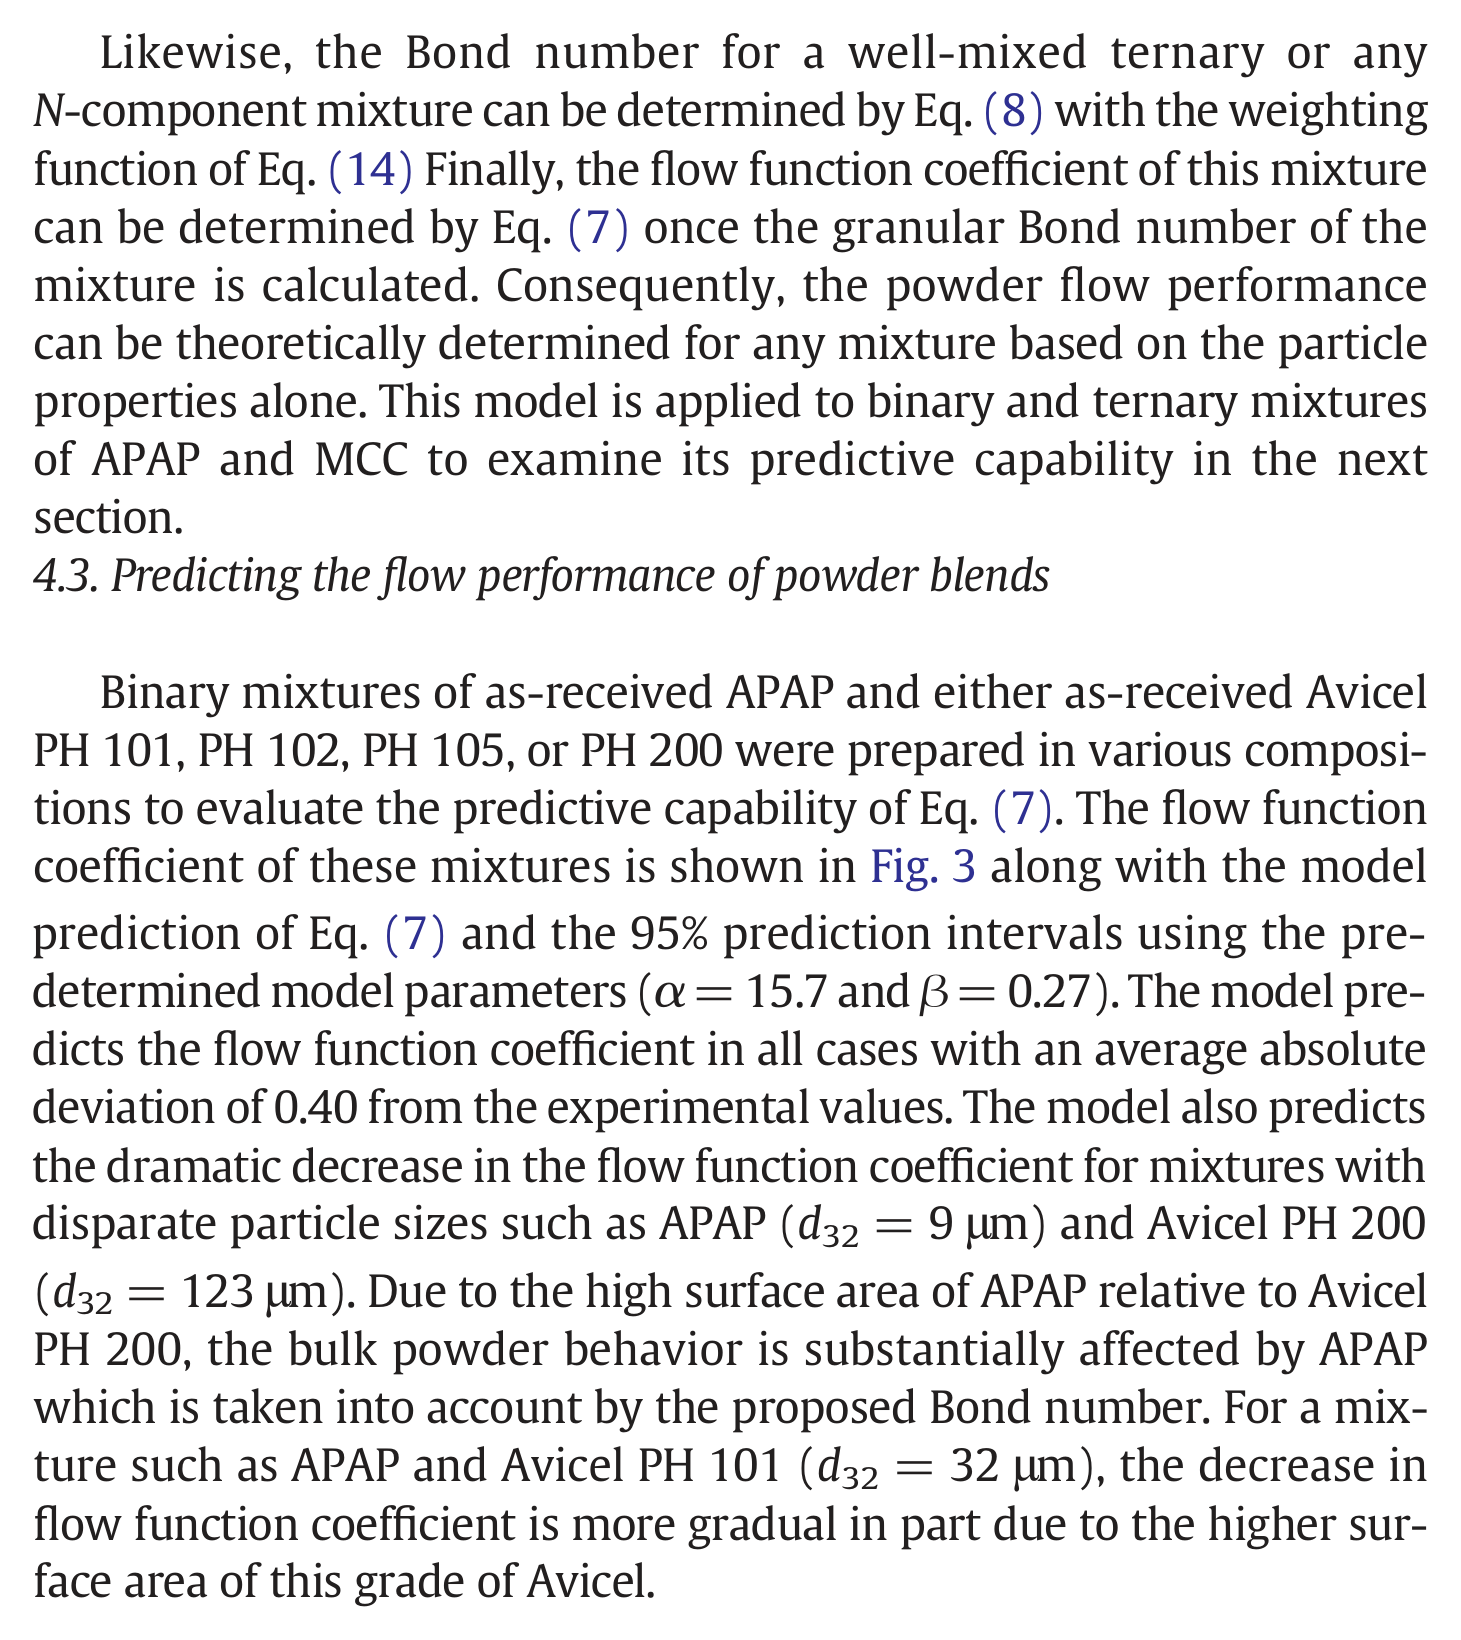 Likewise, the Bond number for a well-mixed ternary or any
N-component mixture can be determined by Eq. (8) with the weighting
function of Eq. (14) Finally, the flow function coefficient of this mixture
can be determined by Eq. (7) once the granular Bond number of the
mixture is calculated. Consequently, the powder flow performance
can be theoretically determined for any mixture based on the particle
properties alone. This model is applied to binary and ternary mixtures
of APAP and MCC to examine its predictive capability in the next
section.
4.3. Predicting the flow performance of powder blends
Binary mixtures of as-received APAP and either as-received Avicel
PH 101, PH 102, PH 105, or PH 200 were prepared in various composi-
tions to evaluate the predictive capability of Eq. (7). The flow function
coefficient of these mixtures is shown in Fig. 3 along with the model
prediction of Eq. (7) and the 95% prediction intervals using the pre-
determined model parameters (α = 15.7 and β = 0.27). The model pre-
dicts the flow function coefficient in all cases with an average absolute
deviation of 0.40 from the experimental values. The model also predicts
the dramatic decrease in the flow function coefficient for mixtures with
disparate particle sizes such as APAP (d₃₂ = 9 μm) and Avicel PH 200
(d₃₂ = 123 μm). Due to the high surface area of APAP relative to Avicel
PH 200, the bulk powder behavior is substantially affected by APAP
which is taken into account by the proposed Bond number. For a mix-
ture such as APAP and Avicel PH 101 (d₃₂ = 32 μm), the decrease in
flow function coefficient is more gradual in part due to the higher sur-
face area of this grade of Avicel.